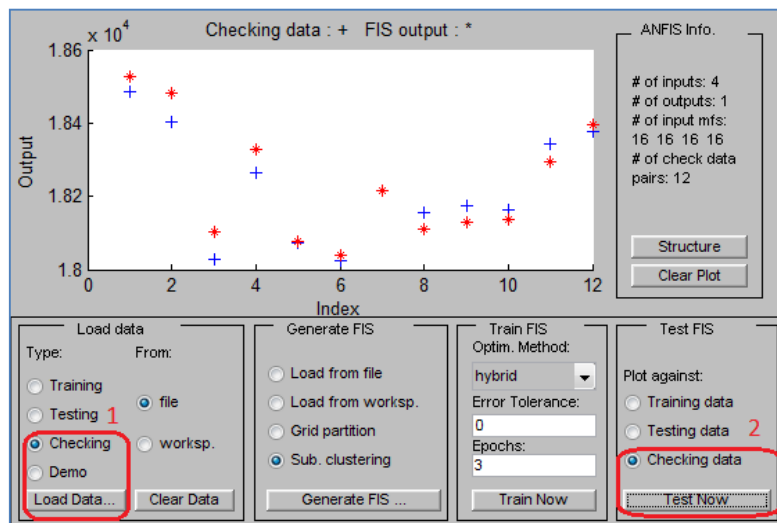 x 10^4
Checking data : + FIS output : *
1.86
1.84
1.82
1.8
Output
0 2 4 6 8 10 12
Index
ANFIS Info.
# of inputs: 4
# of outputs: 1
# of input mfs:
16 16 16 16
# of check data
pairs: 12
Structure
Clear Plot
Load data
Type: From:
Training
Testing
Checking
Demo
1
file
worksp.
Load Data... Clear Data
Generate FIS
Load from file
Load from worksp.
Grid partition
Sub. clustering
Generate FIS ...
Train FIS
Optim. Method:
hybrid
Error Tolerance:
0
Epochs:
3
Train Now
Test FIS
Plot against:
Training data
Testing data
2
Checking data
Test Now